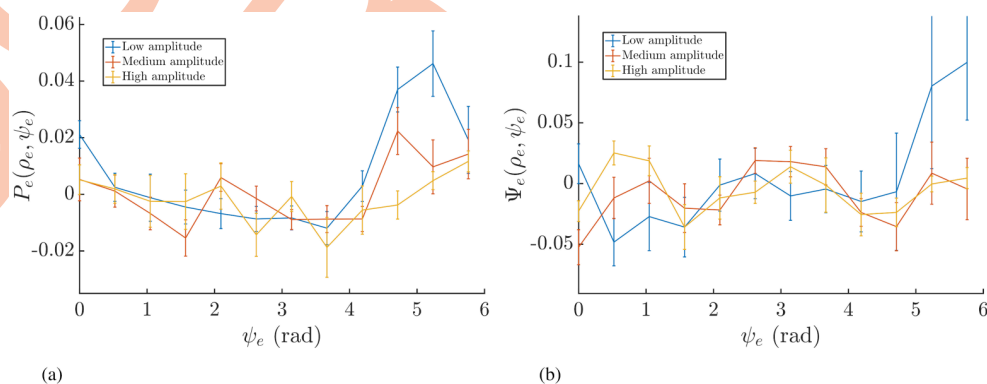 0.06
0.04
0.02
0
-0.02
P_e(ρ_e, ψ_e)
Low amplitude
Medium amplitude
High amplitude
0 1 2 3 4 5 6
ψ_e (rad)
(a)
0.1
0.05
0
-0.05
Ψ_e(ρ_e, ψ_e)
Low amplitude
Medium amplitude
High amplitude
0 1 2 3 4 5 6
ψ_e (rad)
(b)